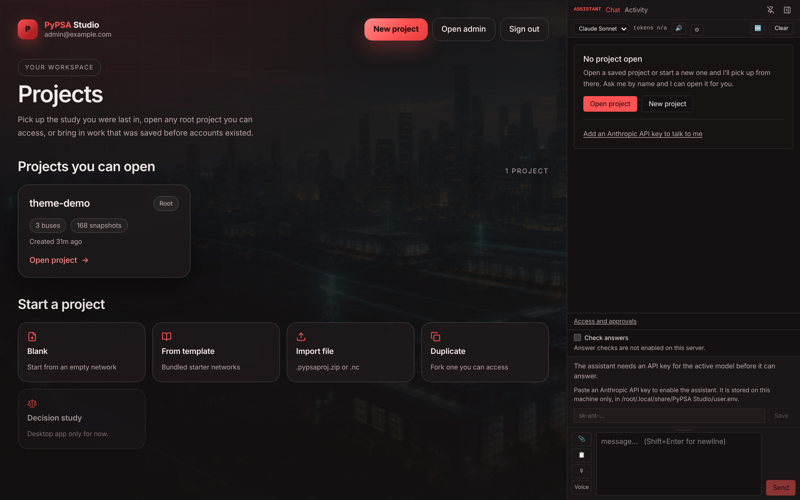 P
PyPSA Studio
admin@example.com
New project
Open admin
Sign out
YOUR WORKSPACE
Projects
Pick up the study you were last in, open any root project you can
access, or bring in work that was saved before accounts existed.
Projects you can open
1 PROJECT
theme-demo
Root
3 buses
168 snapshots
Created 31m ago
Open project →
Start a project
Blank
Start from an empty network
From template
Bundled starter networks
Import file
.pypsaproj.zip or .nc
Duplicate
Fork one you can access
Decision study
Desktop app only for now.
ASSISTANT Chat Activity
Claude Sonnet
tokens n/a
Clear
No project open
Open a saved project or start a new one and I'll pick up from
there. Ask me by name and I can open it for you.
Open project
New project
Add an Anthropic API key to talk to me
Access and approvals
Check answers
Answer checks are not enabled on this server.
The assistant needs an API key for the active model before it can
answer.
Paste an Anthropic API key to enable the assistant. It is stored on this
machine only, in /root/.local/share/PyPSA Studio/user.env.
sk-ant-...
Save
message... (Shift+Enter for newline)
Voice
Send